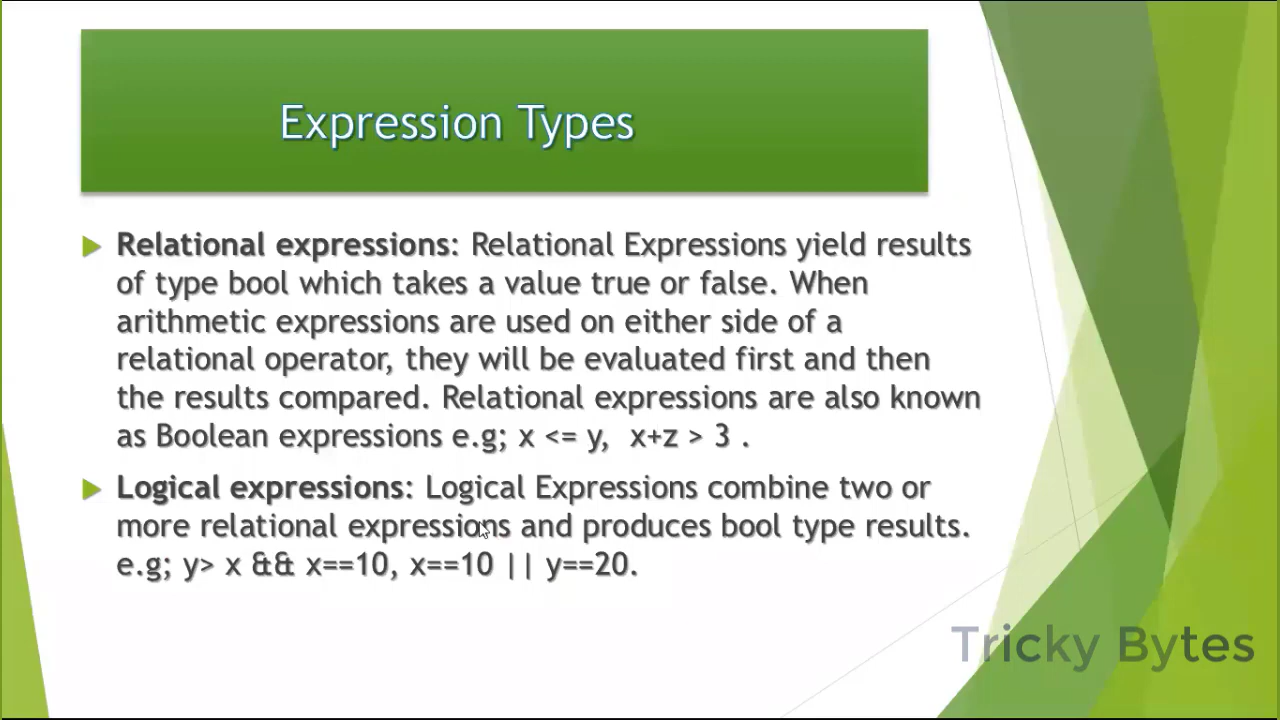 Expression Types
Relational expressions: Relational Expressions yield results
of type bool which takes a value true or false. When
arithmetic expressions are used on either side of a
relational operator, they will be evaluated first and then
the results compared. Relational expressions are also known
as Boolean expressions e.g; x <= y,  x+z > 3 .
Logical expressions: Logical Expressions combine two or
more relational expressions and produces bool type results.
e.g; y> x && x==10, x==10 || y==20.
Tricky Bytes